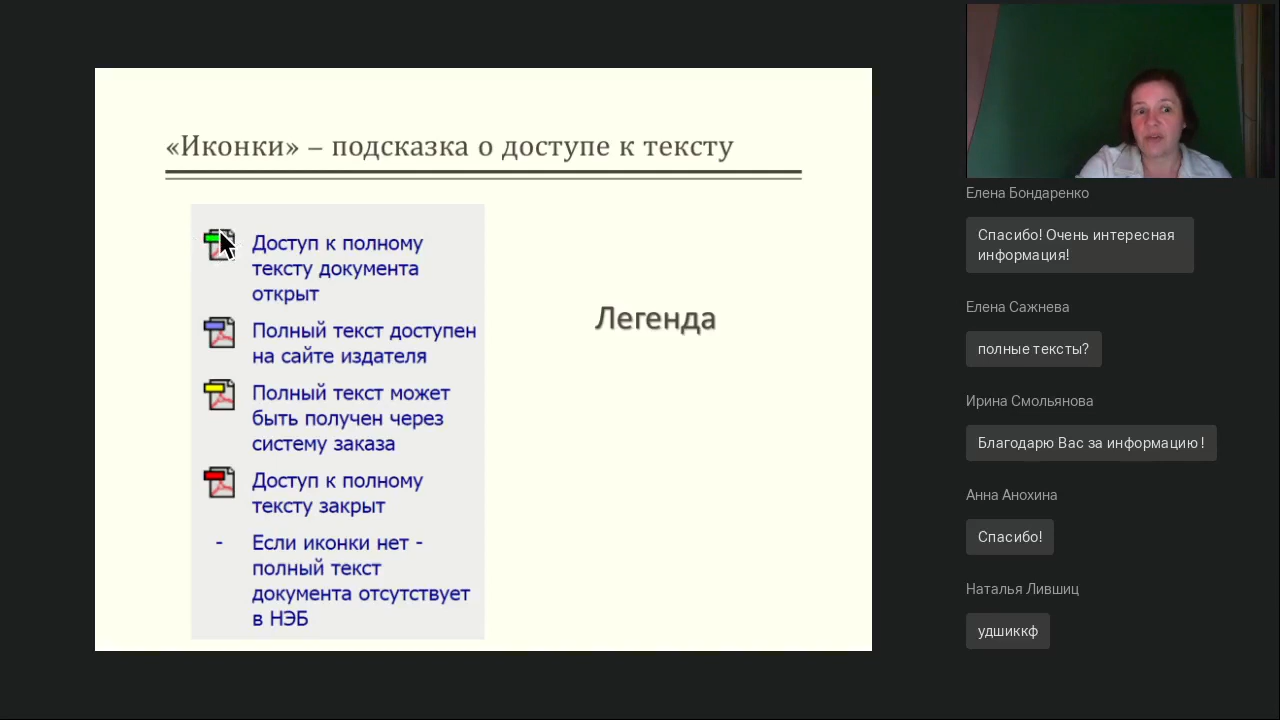 «Иконки» – подсказка о доступе к тексту
Доступ к полному
тексту документа
открыт
Полный текст доступен
на сайте издателя
Полный текст может
быть получен через
систему заказа
Доступ к полному
тексту закрыт
- Если иконки нет -
полный текст
документа отсутствует
в НЭБ
Легенда
Елена Бондаренко
Спасибо! Очень интересная
информация!
Елена Сажнева
полные тексты?
Ирина Смольянова
Благодарю Вас за информацию !
Анна Анохина
Спасибо!
Наталья Лившиц
удшиккф